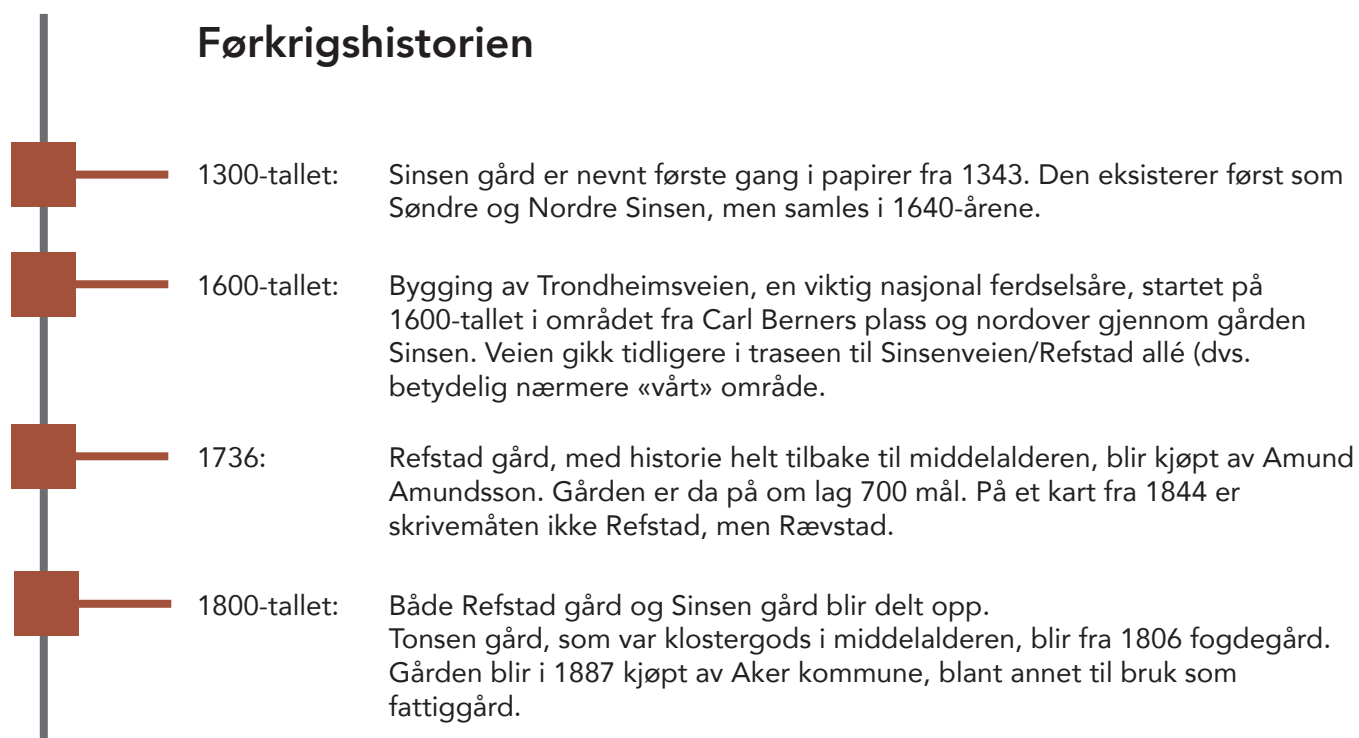 Førkrigshistorien
1300-tallet: Sinsen gård er nevnt første gang i papirer fra 1343. Den eksisterer først som
Søndre og Nordre Sinsen, men samles i 1640-årene.
1600-tallet: Bygging av Trondheimsveien, en viktig nasjonal ferdselsåre, startet på
1600-tallet i området fra Carl Berners plass og nordover gjennom gården
Sinsen. Veien gikk tidligere i traseen til Sinsenveien/Refstad allé (dvs.
betydelig nærmere «vårt» område.
1736: Refstad gård, med historie helt tilbake til middelalderen, blir kjøpt av Amund
Amundsson. Gården er da på om lag 700 mål. På et kart fra 1844 er
skrivemåten ikke Refstad, men Rævstad.
1800-tallet: Både Refstad gård og Sinsen gård blir delt opp.
Tonsen gård, som var klostergods i middelalderen, blir fra 1806 fogdegård.
Gården blir i 1887 kjøpt av Aker kommune, blant annet til bruk som
fattiggård.